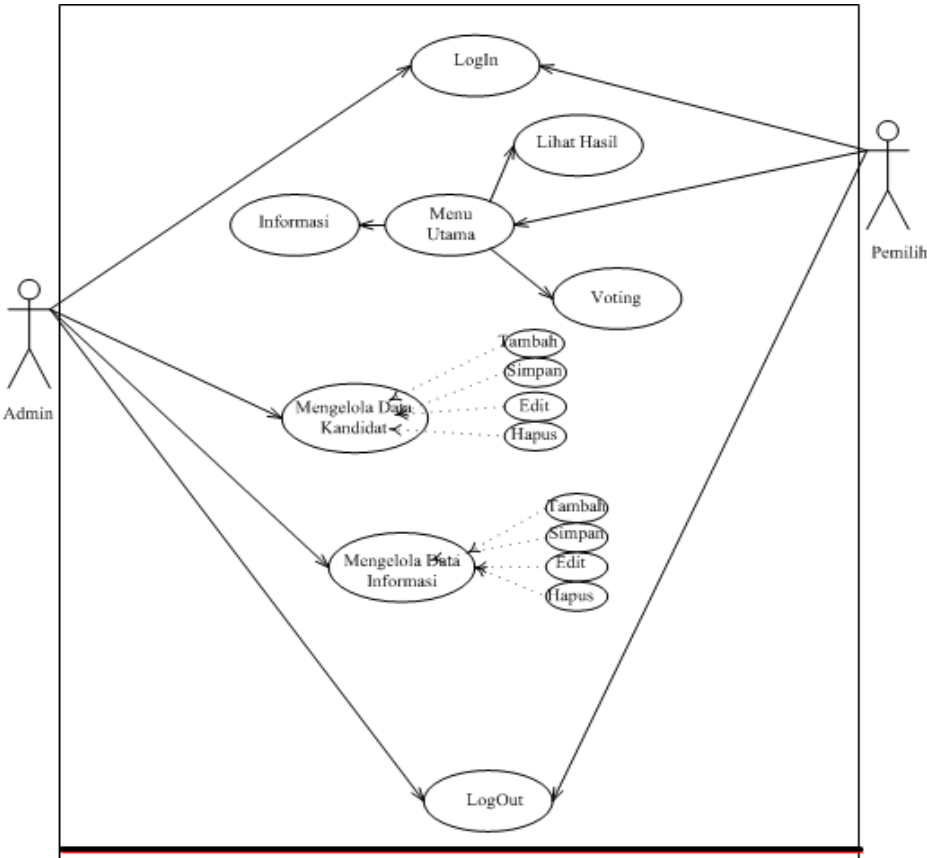 LogIn
Lihat Hasil
Informasi
Menu
Utama
Pemilih
Voting
Admin
Tambah
Simpan
Mengelola Data
Kandidat
Edit
Hapus
Tambah
Simpan
Mengelola Data
Informasi
Edit
Hapus
LogOut